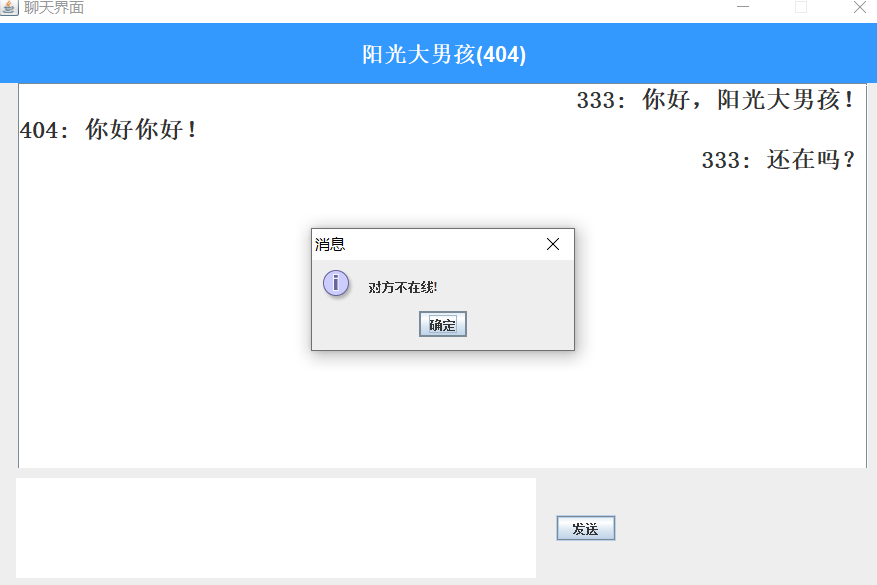 聊天界面
阳光大男孩(404)
333: 你好，阳光大男孩！
404: 你好你好！
333: 还在吗？
消息
对方不在线!
确定
发送